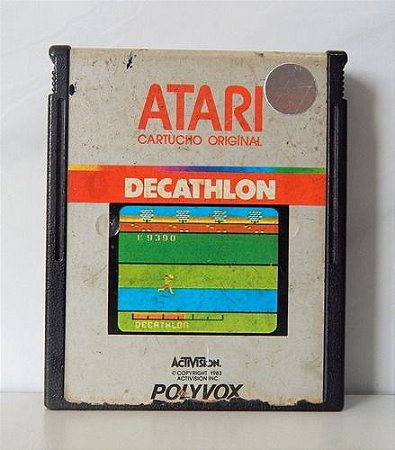 ATARI
CARTUCHO ORIGINAL
DECATHLON
9390
DECATHLON
ACTIVISION.
© COPYRIGHT 1983
ACTIVISION INC
POLYVOX